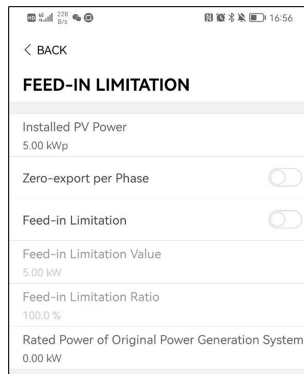 HD 5G 228 B/s 16:56
< BACK
FEED-IN LIMITATION
Installed PV Power
5.00 kWp
Zero-export per Phase
Feed-in Limitation
Feed-in Limitation Value
5.00 kW
Feed-in Limitation Ratio
100.0 %
Rated Power of Original Power Generation System
0.00 kW